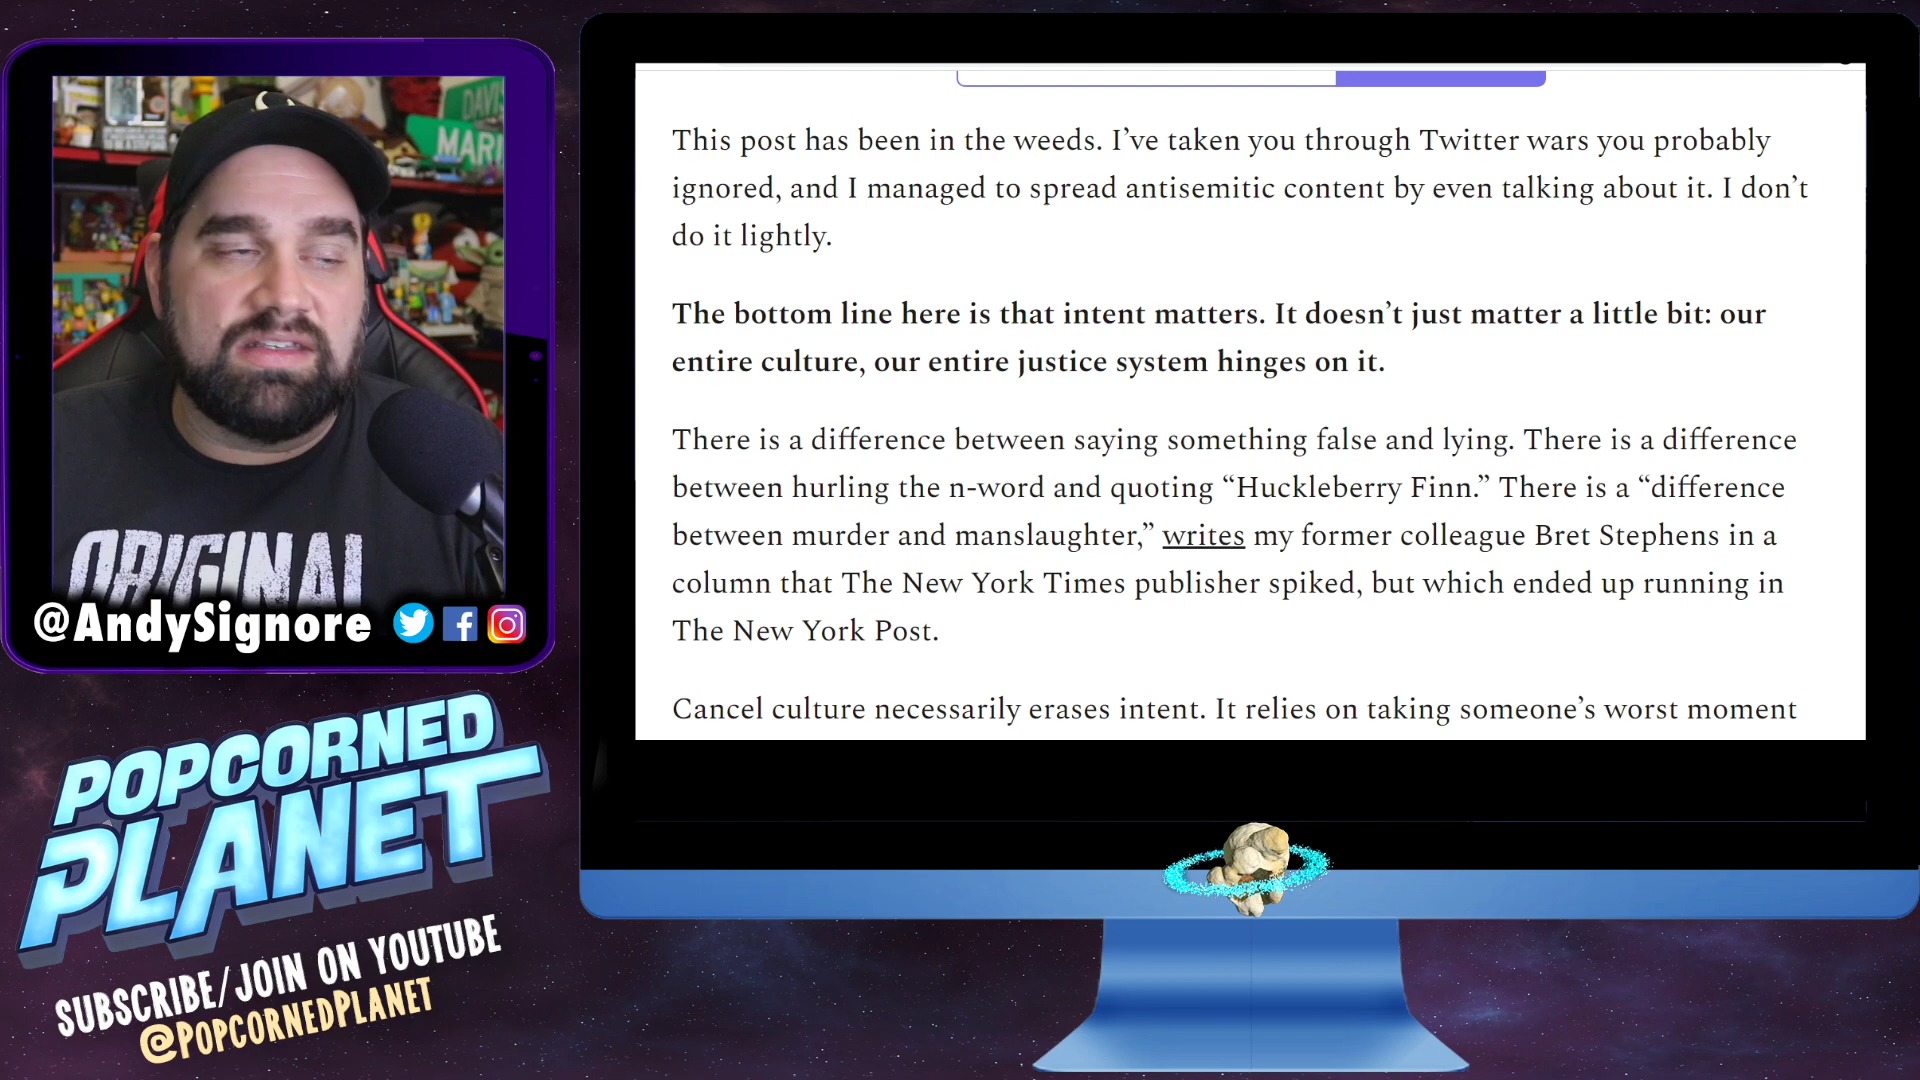 DAVIS
MARI
ORIGINAL
@AndySignore
POPCORNED
PLANET
SUBSCRIBE/JOIN ON YOUTUBE
@POPCORNEDPLANET
This post has been in the weeds. I’ve taken you through Twitter wars you probably
ignored, and I managed to spread antisemitic content by even talking about it. I don’t
do it lightly.
The bottom line here is that intent matters. It doesn’t just matter a little bit: our
entire culture, our entire justice system hinges on it.
There is a difference between saying something false and lying. There is a difference
between hurling the n-word and quoting “Huckleberry Finn.” There is a “difference
between murder and manslaughter,” writes my former colleague Bret Stephens in a
column that The New York Times publisher spiked, but which ended up running in
The New York Post.
Cancel culture necessarily erases intent. It relies on taking someone’s worst moment